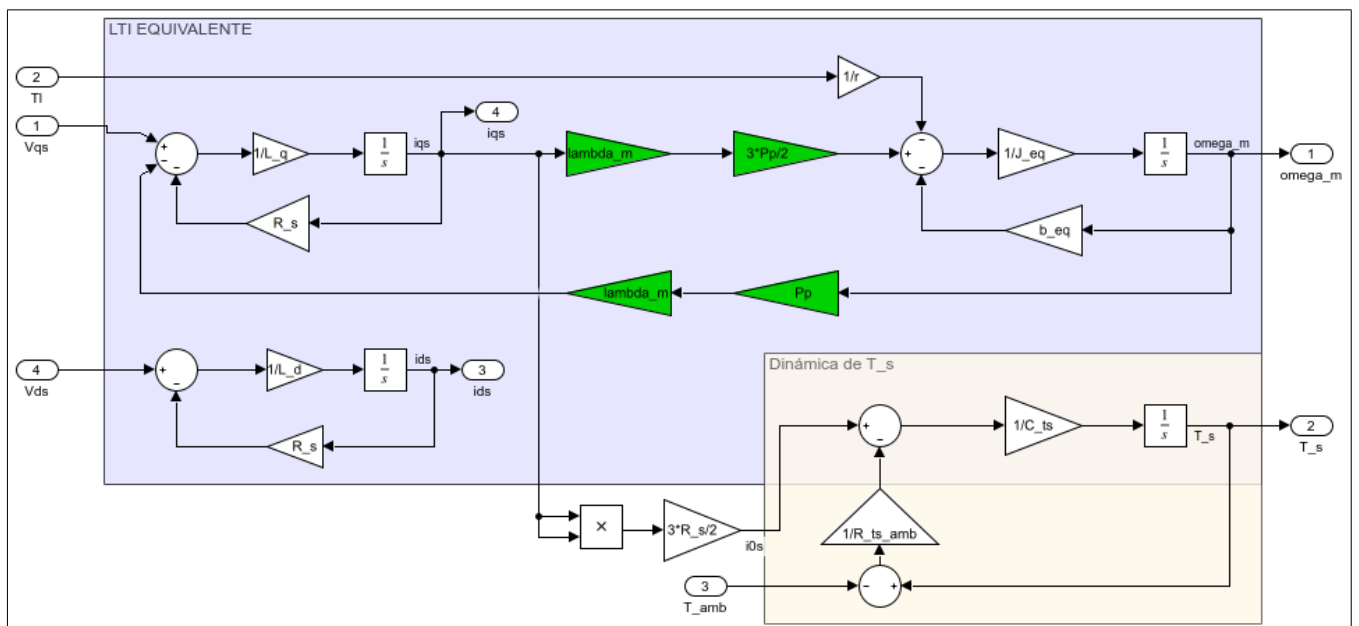 LTI EQUIVALENTE
2
Tl
1/r
1
Vqs
4
iqs
+
−
−
1/L_q
1
s
iqs
lambda_m
3*Pp/2
+
−
−
1/J_eq
1
s
omega_m
1
omega_m
R_s
b_eq
lambda_m
Pp
4
Vds
+
−
1/L_d
1
s
ids
3
ids
R_s
Dinámica de T_s
+
−
1/C_ts
1
s
T_s
2
T_s
×
3*R_s/2
i0s
1/R_ts_amb
3
T_amb
−
+